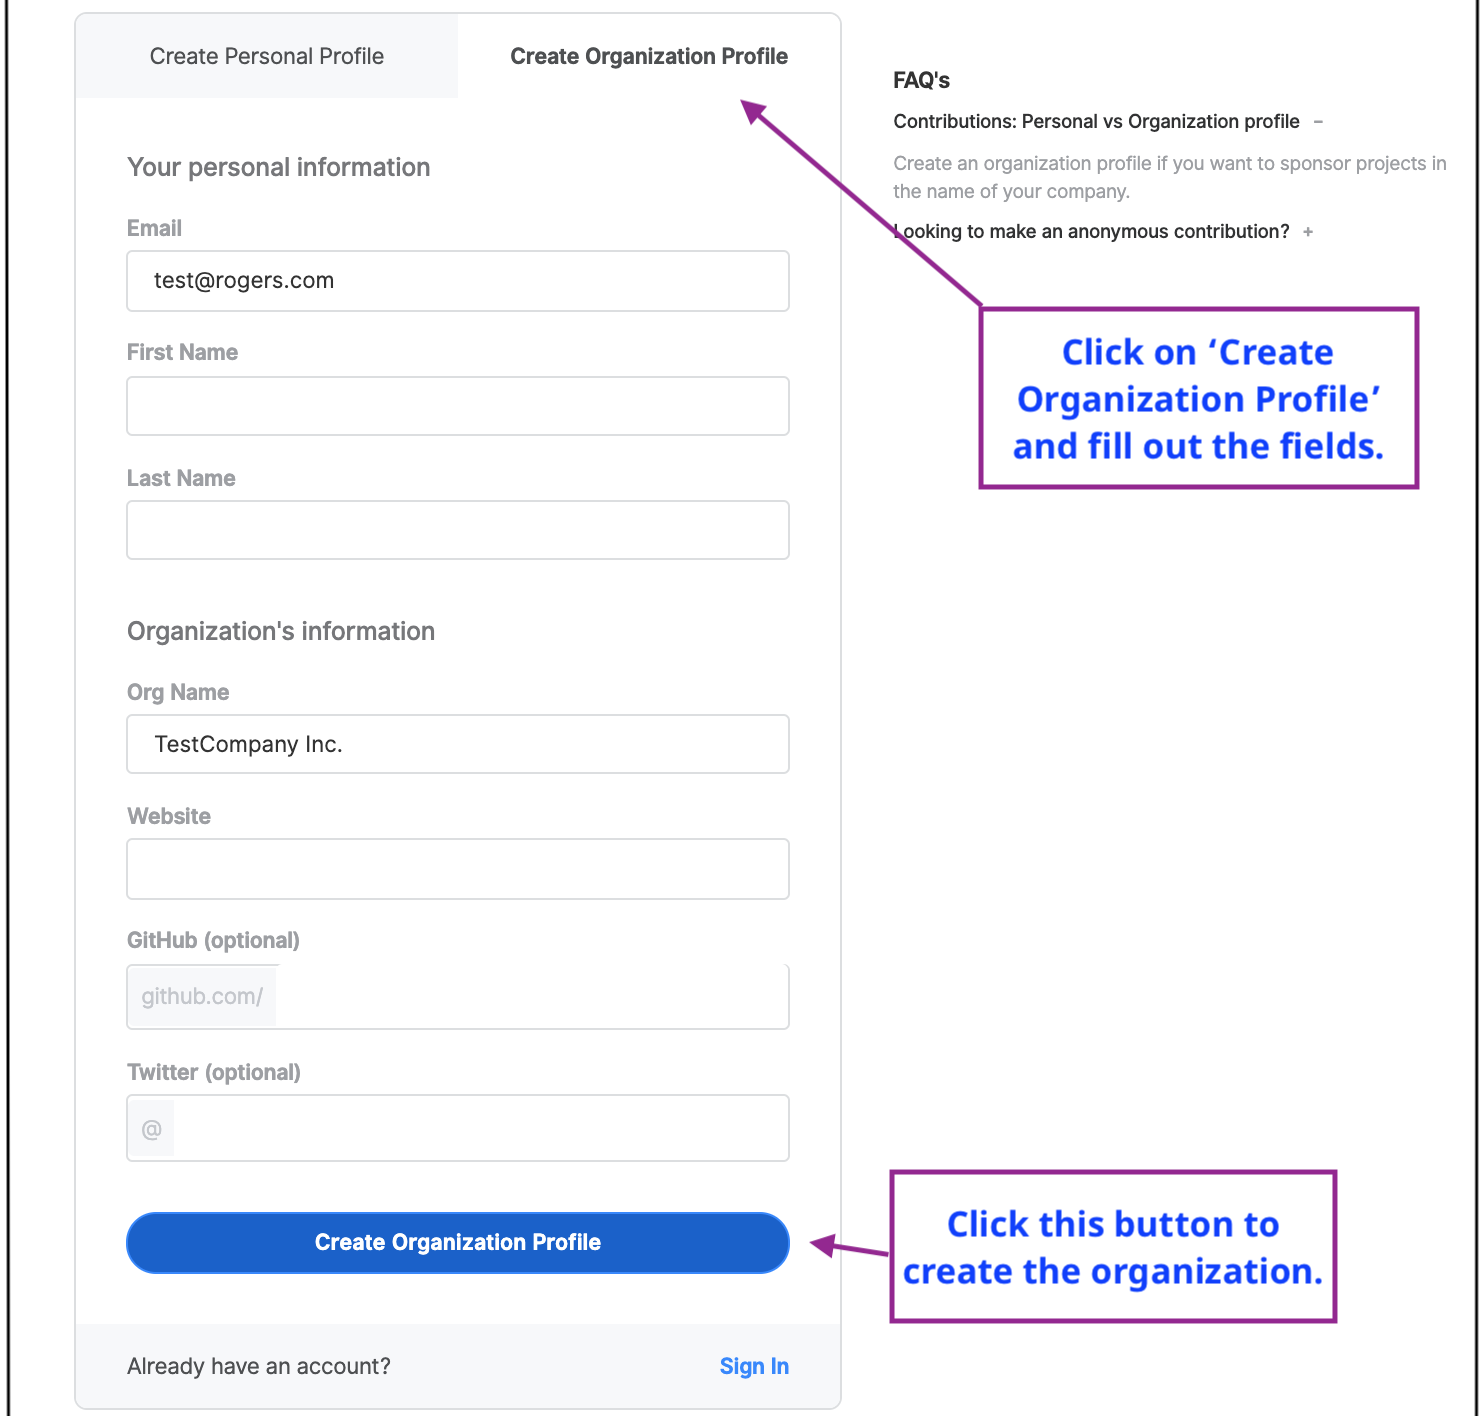 Create Personal Profile
Create Organization Profile
Your personal information
Email
test@rogers.com
First Name
Last Name
Organization's information
Org Name
TestCompany Inc.
Website
GitHub (optional)
github.com/
Twitter (optional)
@
Create Organization Profile
Already have an account?
Sign In
FAQ's
Contributions: Personal vs Organization profile −
Create an organization profile if you want to sponsor projects in
the name of your company.
Looking to make an anonymous contribution? +
Click on ‘Create
Organization Profile’
and fill out the fields.
Click this button to
create the organization.